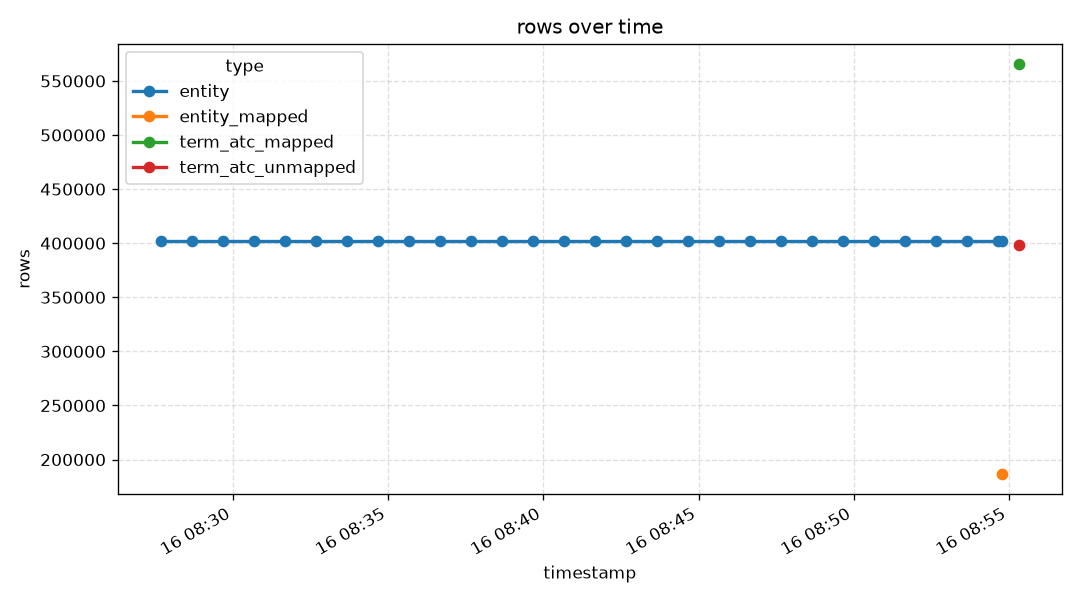 rows over time
type
entity
entity_mapped
term_atc_mapped
term_atc_unmapped
rows
550000
500000
450000
400000
350000
300000
250000
200000
16 08:30
16 08:35
16 08:40
16 08:45
16 08:50
16 08:55
timestamp